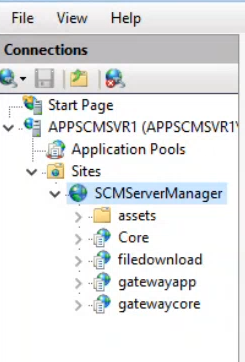 File View Help
Connections
Start Page
APPSCMSVR1 (APPSCMSVR1\
Application Pools
Sites
SCMServerManager
assets
Core
filedownload
gatewayapp
gatewaycore